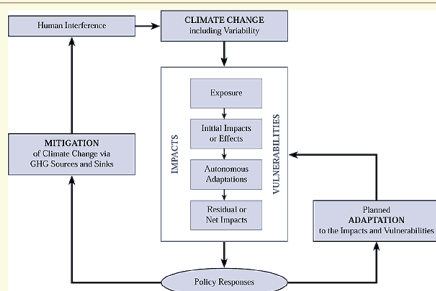 Human Interference
CLIMATE CHANGE
including Variability
Exposure
Initial Impacts
or Effects
Autonomous
Adaptations
Residual or
Net Impacts
IMPACTS
VULNERABILITIES
MITIGATION
of Climate Change via
GHG Sources and Sinks
Planned
ADAPTATION
to the Impacts and Vulnerabilities
Policy Responses